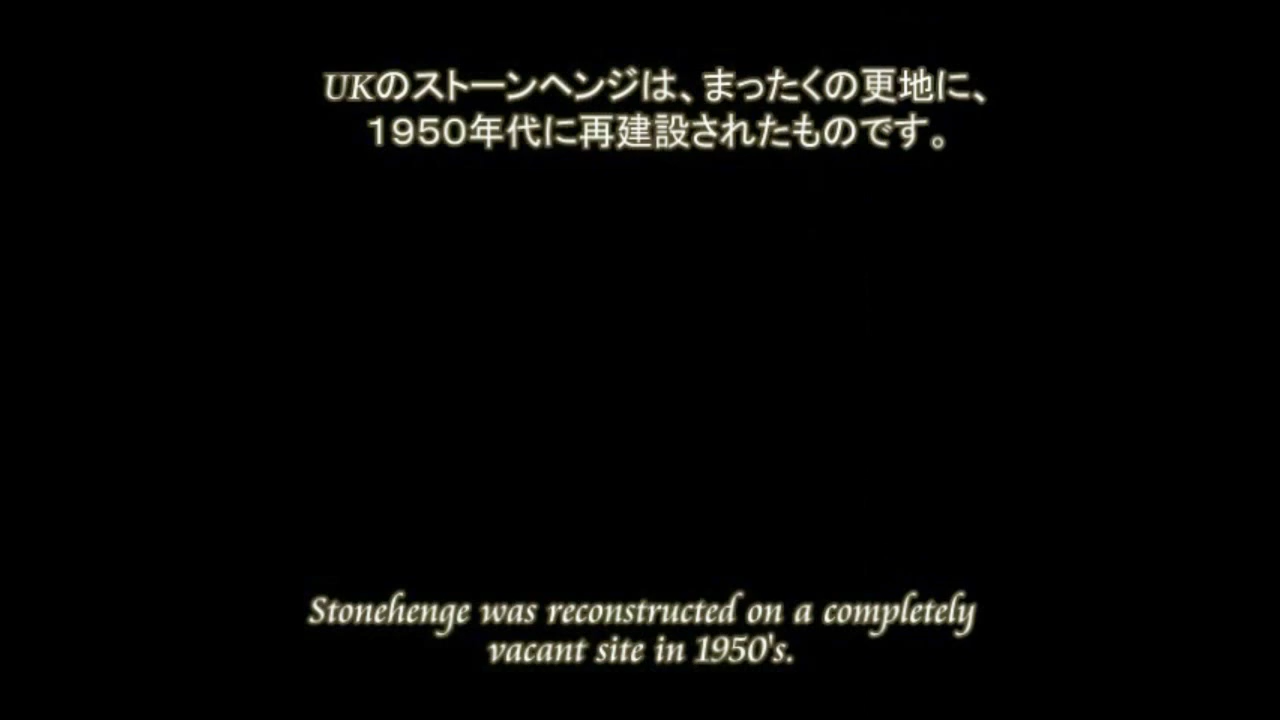 UKのストーンヘンジは、まったくの更地に、
１９５０年代に再建設されたものです。
Stonehenge was reconstructed on a completely
vacant site in 1950's.